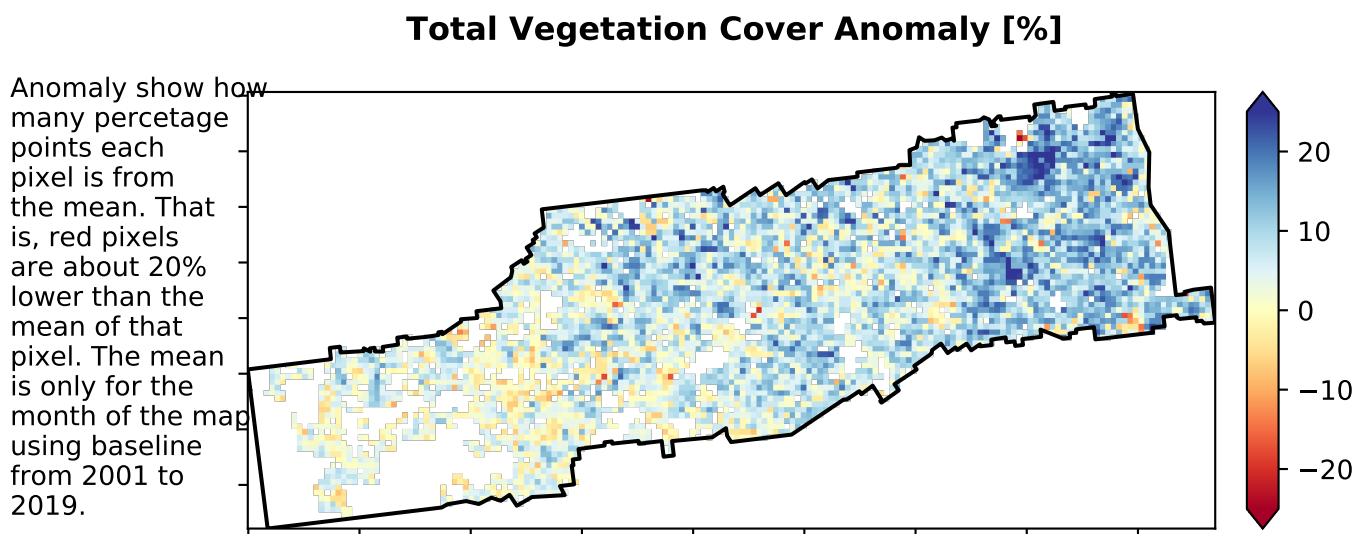 Total Vegetation Cover Anomaly [%]
Anomaly show how
many percetage
points each
pixel is from
the mean. That
is, red pixels
are about 20%
lower than the
mean of that
pixel. The mean
is only for the
month of the map
using baseline
from 2001 to
2019.
20
10
0
−10
−20